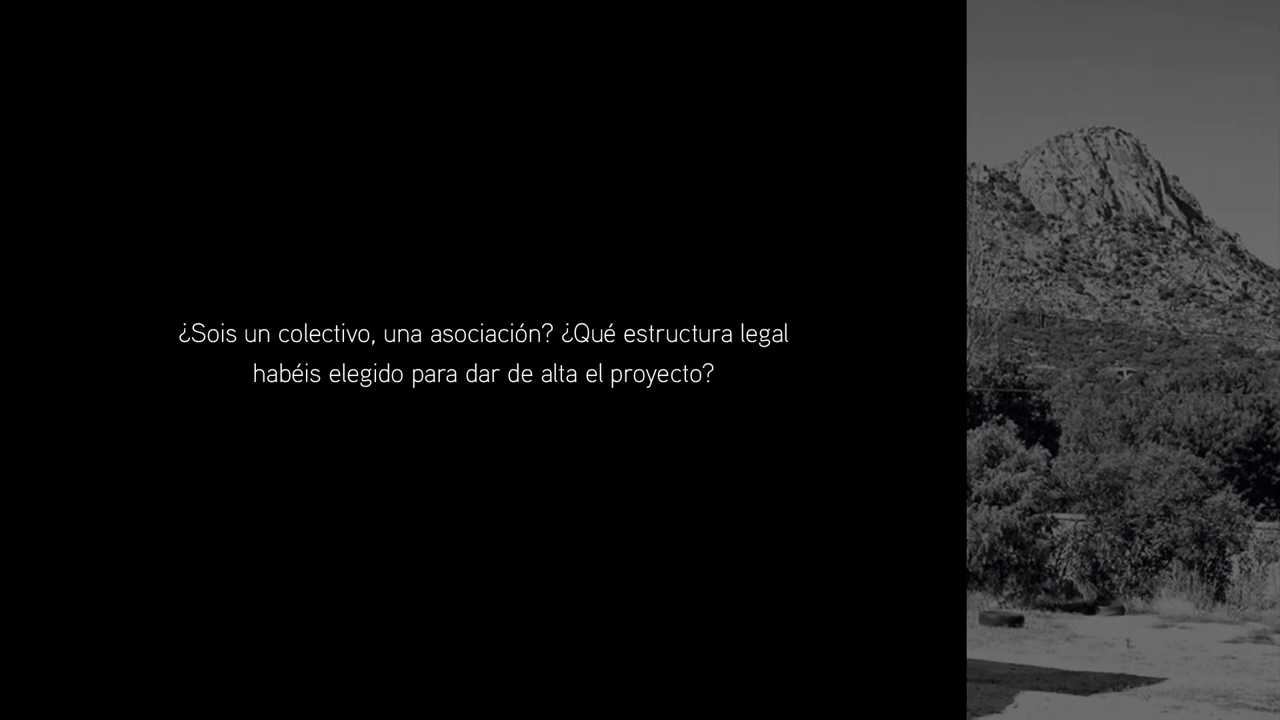 ¿Sois un colectivo, una asociación? ¿Qué estructura legal
habéis elegido para dar de alta el proyecto?